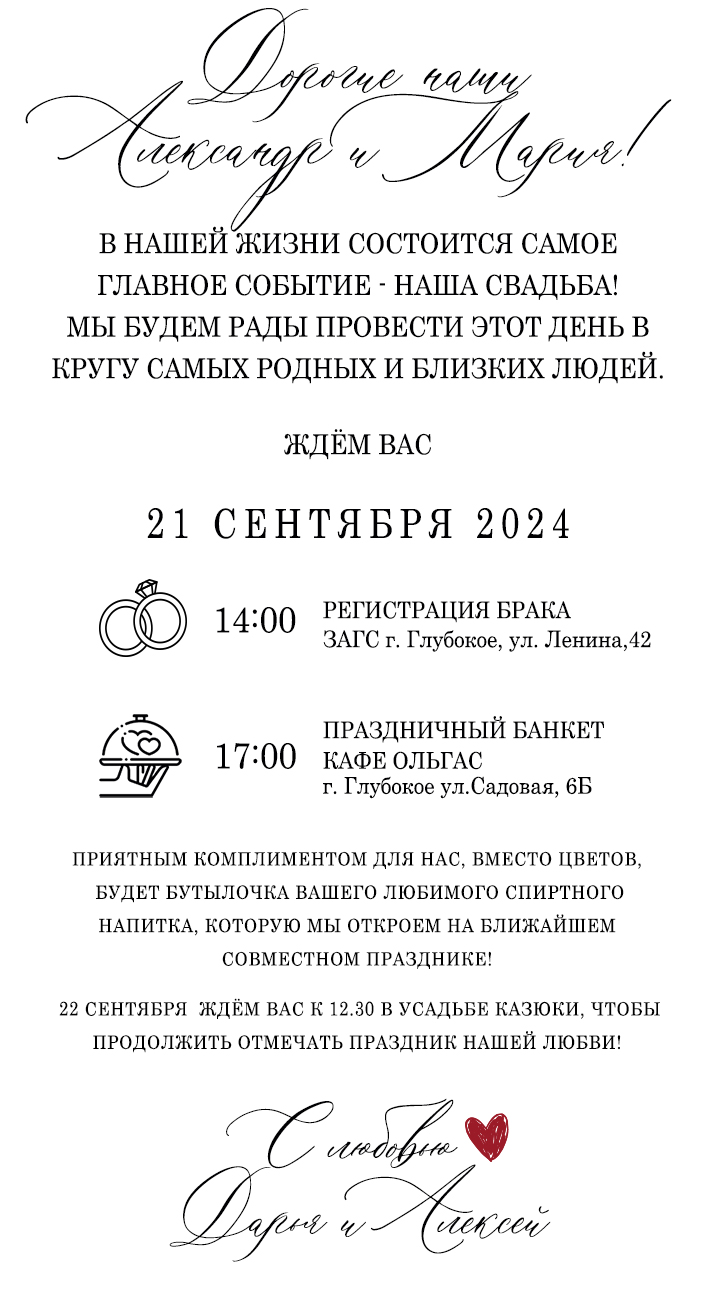 Дорогие наши
Александр и Мария!
В НАШЕЙ ЖИЗНИ СОСТОИТСЯ САМОЕ
ГЛАВНОЕ СОБЫТИЕ - НАША СВАДЬБА!
МЫ БУДЕМ РАДЫ ПРОВЕСТИ ЭТОТ ДЕНЬ В
КРУГУ САМЫХ РОДНЫХ И БЛИЗКИХ ЛЮДЕЙ.
ЖДЁМ ВАС
21 СЕНТЯБРЯ 2024
14:00
РЕГИСТРАЦИЯ БРАКА
ЗАГС г. Глубокое, ул. Ленина,42
17:00
ПРАЗДНИЧНЫЙ БАНКЕТ
КАФЕ ОЛЬГАС
г. Глубокое ул.Садовая, 6Б
ПРИЯТНЫМ КОМПЛИМЕНТОМ ДЛЯ НАС, ВМЕСТО ЦВЕТОВ,
БУДЕТ БУТЫЛОЧКА ВАШЕГО ЛЮБИМОГО СПИРТНОГО
НАПИТКА, КОТОРУЮ МЫ ОТКРОЕМ НА БЛИЖАЙШЕМ
СОВМЕСТНОМ ПРАЗДНИКЕ!
22 СЕНТЯБРЯ ЖДЁМ ВАС К 12.30 В УСАДЬБЕ КАЗЮКИ, ЧТОБЫ
ПРОДОЛЖИТЬ ОТМЕЧАТЬ ПРАЗДНИК НАШЕЙ ЛЮБВИ!
С любовью
Дарья и Алексей